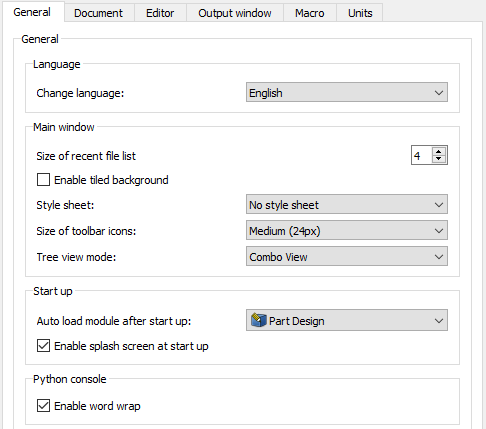 General Document Editor Output window Macro Units
General
Language
Change language: English
Main window
Size of recent file list 4
Enable tiled background
Style sheet: No style sheet
Size of toolbar icons: Medium (24px)
Tree view mode: Combo View
Start up
Auto load module after start up: Part Design
Enable splash screen at start up
Python console
Enable word wrap